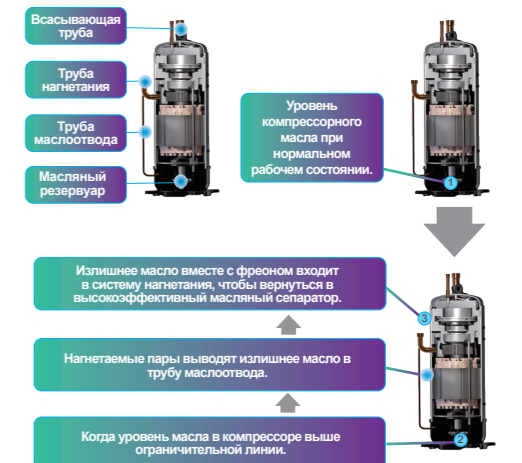 Всасывающая
труба
Труба
нагнетания
Труба
маслоотвода
Масляный
резервуар
Уровень
компрессорного
масла при
нормальном
рабочем состоянии.
1
Излишнее масло вместе с фреоном входит
в систему нагнетания, чтобы вернуться в
высокоэффективный масляный сепаратор.
3
Нагнетаемые пары выводят излишнее масло в
трубу маслоотвода.
Когда уровень масла в компрессоре выше
ограничительной линии.
2